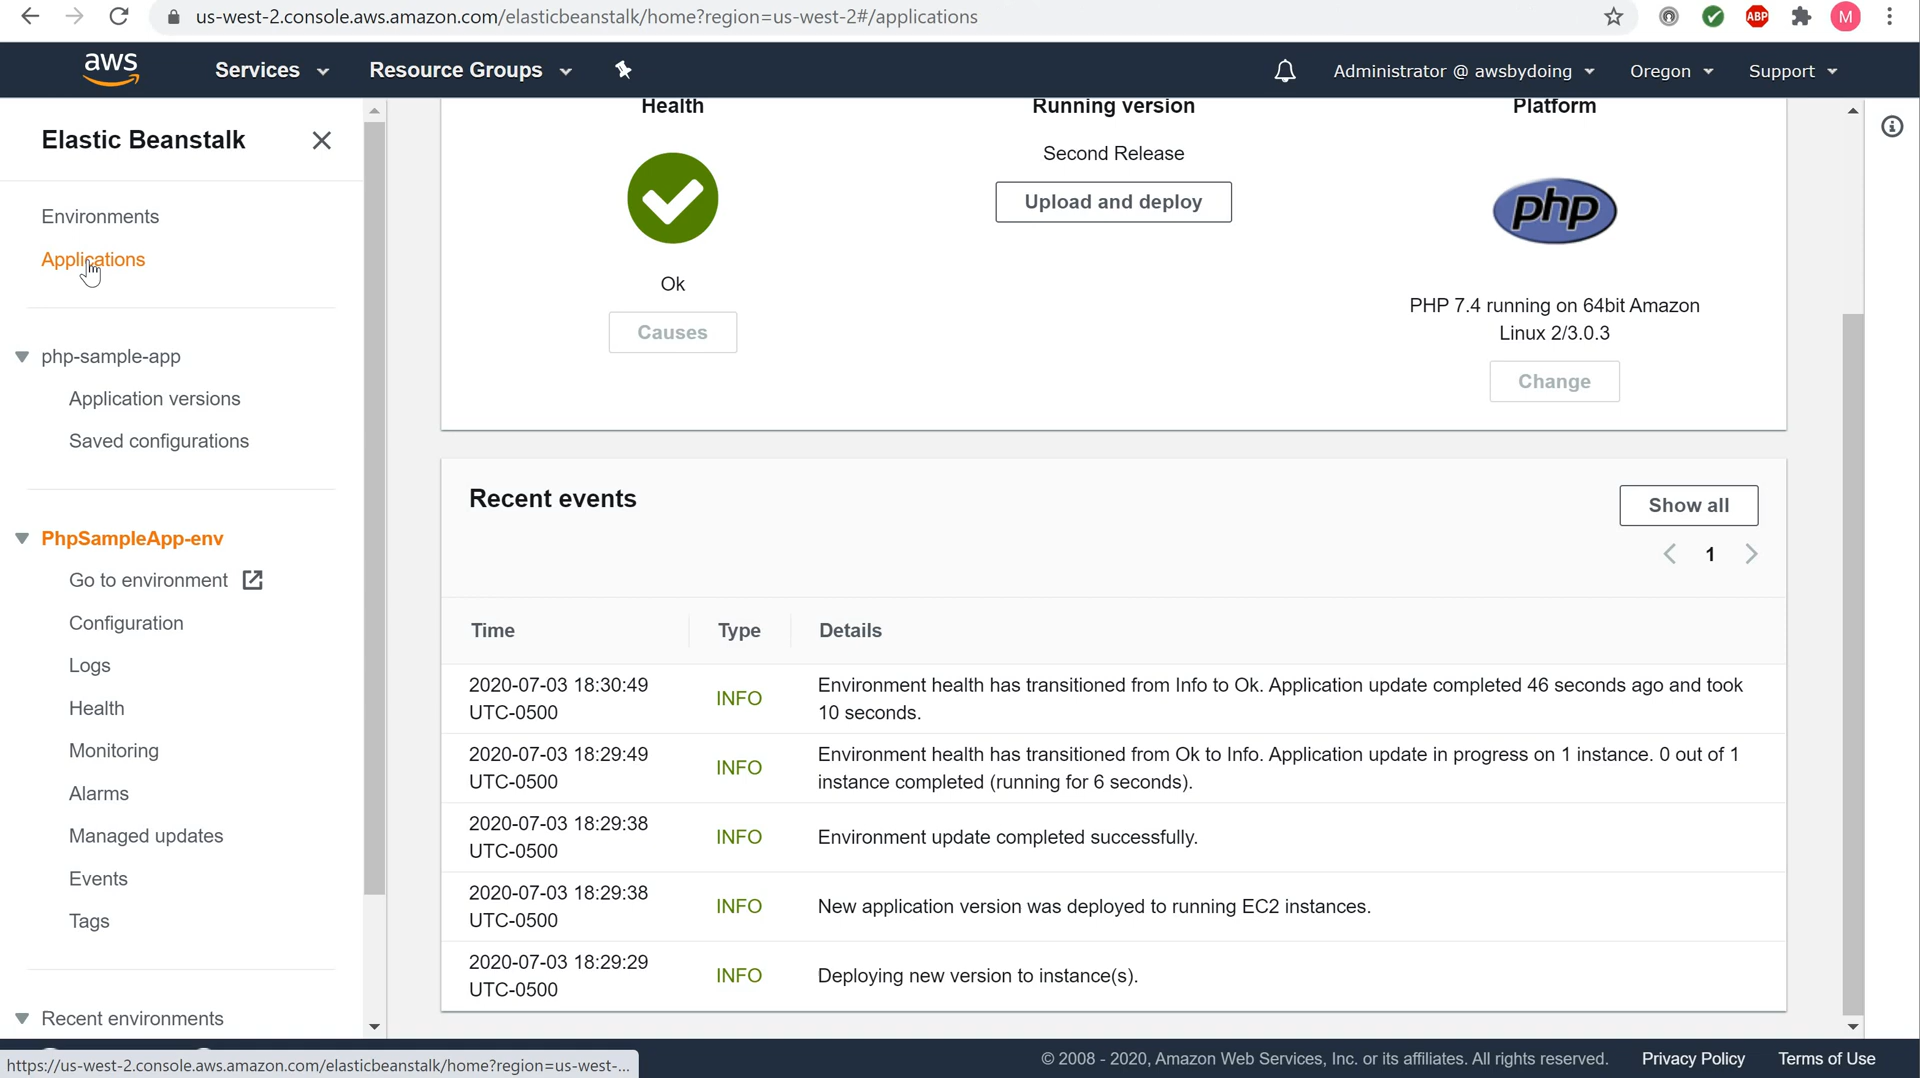 us-west-2.console.aws.amazon.com/elasticbeanstalk/home?region=us-west-2#/applications
ABP
M
aws
Services
Resource Groups
Administrator @ awsbydoing
Oregon
Support
Elastic Beanstalk
Environments
Applications
php-sample-app
Application versions
Saved configurations
PhpSampleApp-env
Go to environment
Configuration
Logs
Health
Monitoring
Alarms
Managed updates
Events
Tags
Recent environments
Health
Ok
Causes
Running version
Second Release
Upload and deploy
Platform
php
PHP 7.4 running on 64bit Amazon
Linux 2/3.0.3
Change
Recent events
Show all
1
Time Type Details
2020-07-03 18:30:49
UTC-0500
INFO
Environment health has transitioned from Info to Ok. Application update completed 46 seconds ago and took
10 seconds.
2020-07-03 18:29:49
UTC-0500
INFO
Environment health has transitioned from Ok to Info. Application update in progress on 1 instance. 0 out of 1
instance completed (running for 6 seconds).
2020-07-03 18:29:38
UTC-0500
INFO
Environment update completed successfully.
2020-07-03 18:29:38
UTC-0500
INFO
New application version was deployed to running EC2 instances.
2020-07-03 18:29:29
UTC-0500
INFO
Deploying new version to instance(s).
https://us-west-2.console.aws.amazon.com/elasticbeanstalk/home?region=us-west-...
© 2008 - 2020, Amazon Web Services, Inc. or its affiliates. All rights reserved.
Privacy Policy
Terms of Use